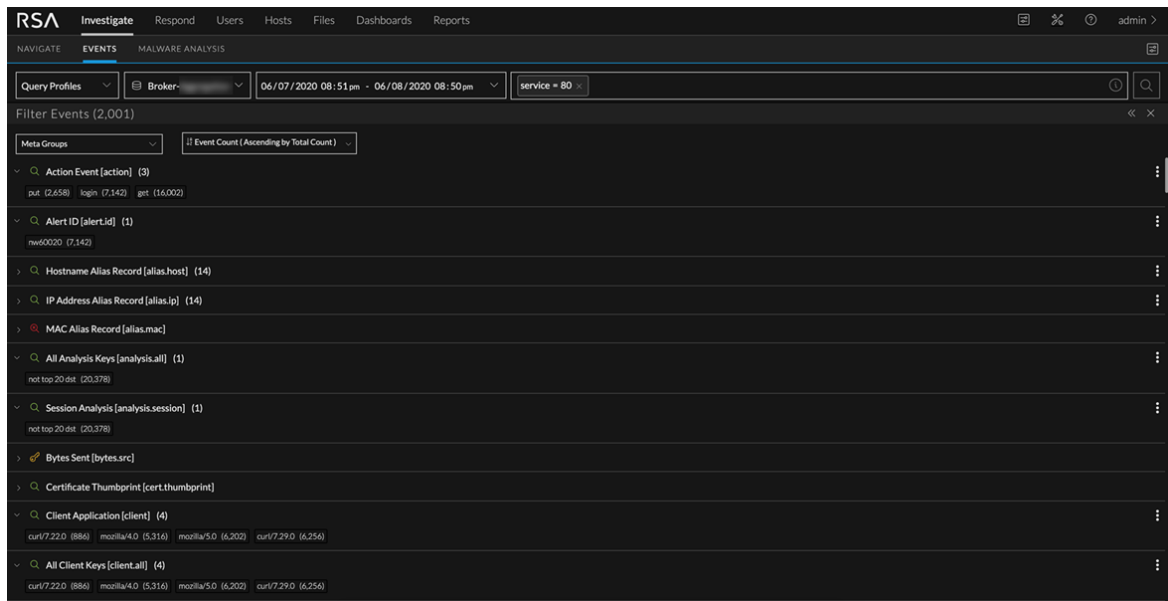 RSA Investigate Respond Users Hosts Files Dashboards Reports admin >
NAVIGATE EVENTS MALWARE ANALYSIS
Query Profiles Broker- 06/07/2020 08:51pm - 06/08/2020 08:50pm service = 80 ×
Filter Events (2,001)
Meta Groups Event Count (Ascending by Total Count)
Action Event [action] (3)
put (2,658) login (7,142) get (16,002)
Alert ID [alert.id] (1)
nw60020 (7,142)
Hostname Alias Record [alias.host] (14)
IP Address Alias Record [alias.ip] (14)
MAC Alias Record [alias.mac]
All Analysis Keys [analysis.all] (1)
not top 20 dst (20,378)
Session Analysis [analysis.session] (1)
not top 20 dst (20,378)
Bytes Sent [bytes.src]
Certificate Thumbprint [cert.thumbprint]
Client Application [client] (4)
curl/7.22.0 (886) mozilla/4.0 (5,316) mozilla/5.0 (6,202) curl/7.29.0 (6,256)
All Client Keys [client.all] (4)
curl/7.22.0 (886) mozilla/4.0 (5,316) mozilla/5.0 (6,202) curl/7.29.0 (6,256)